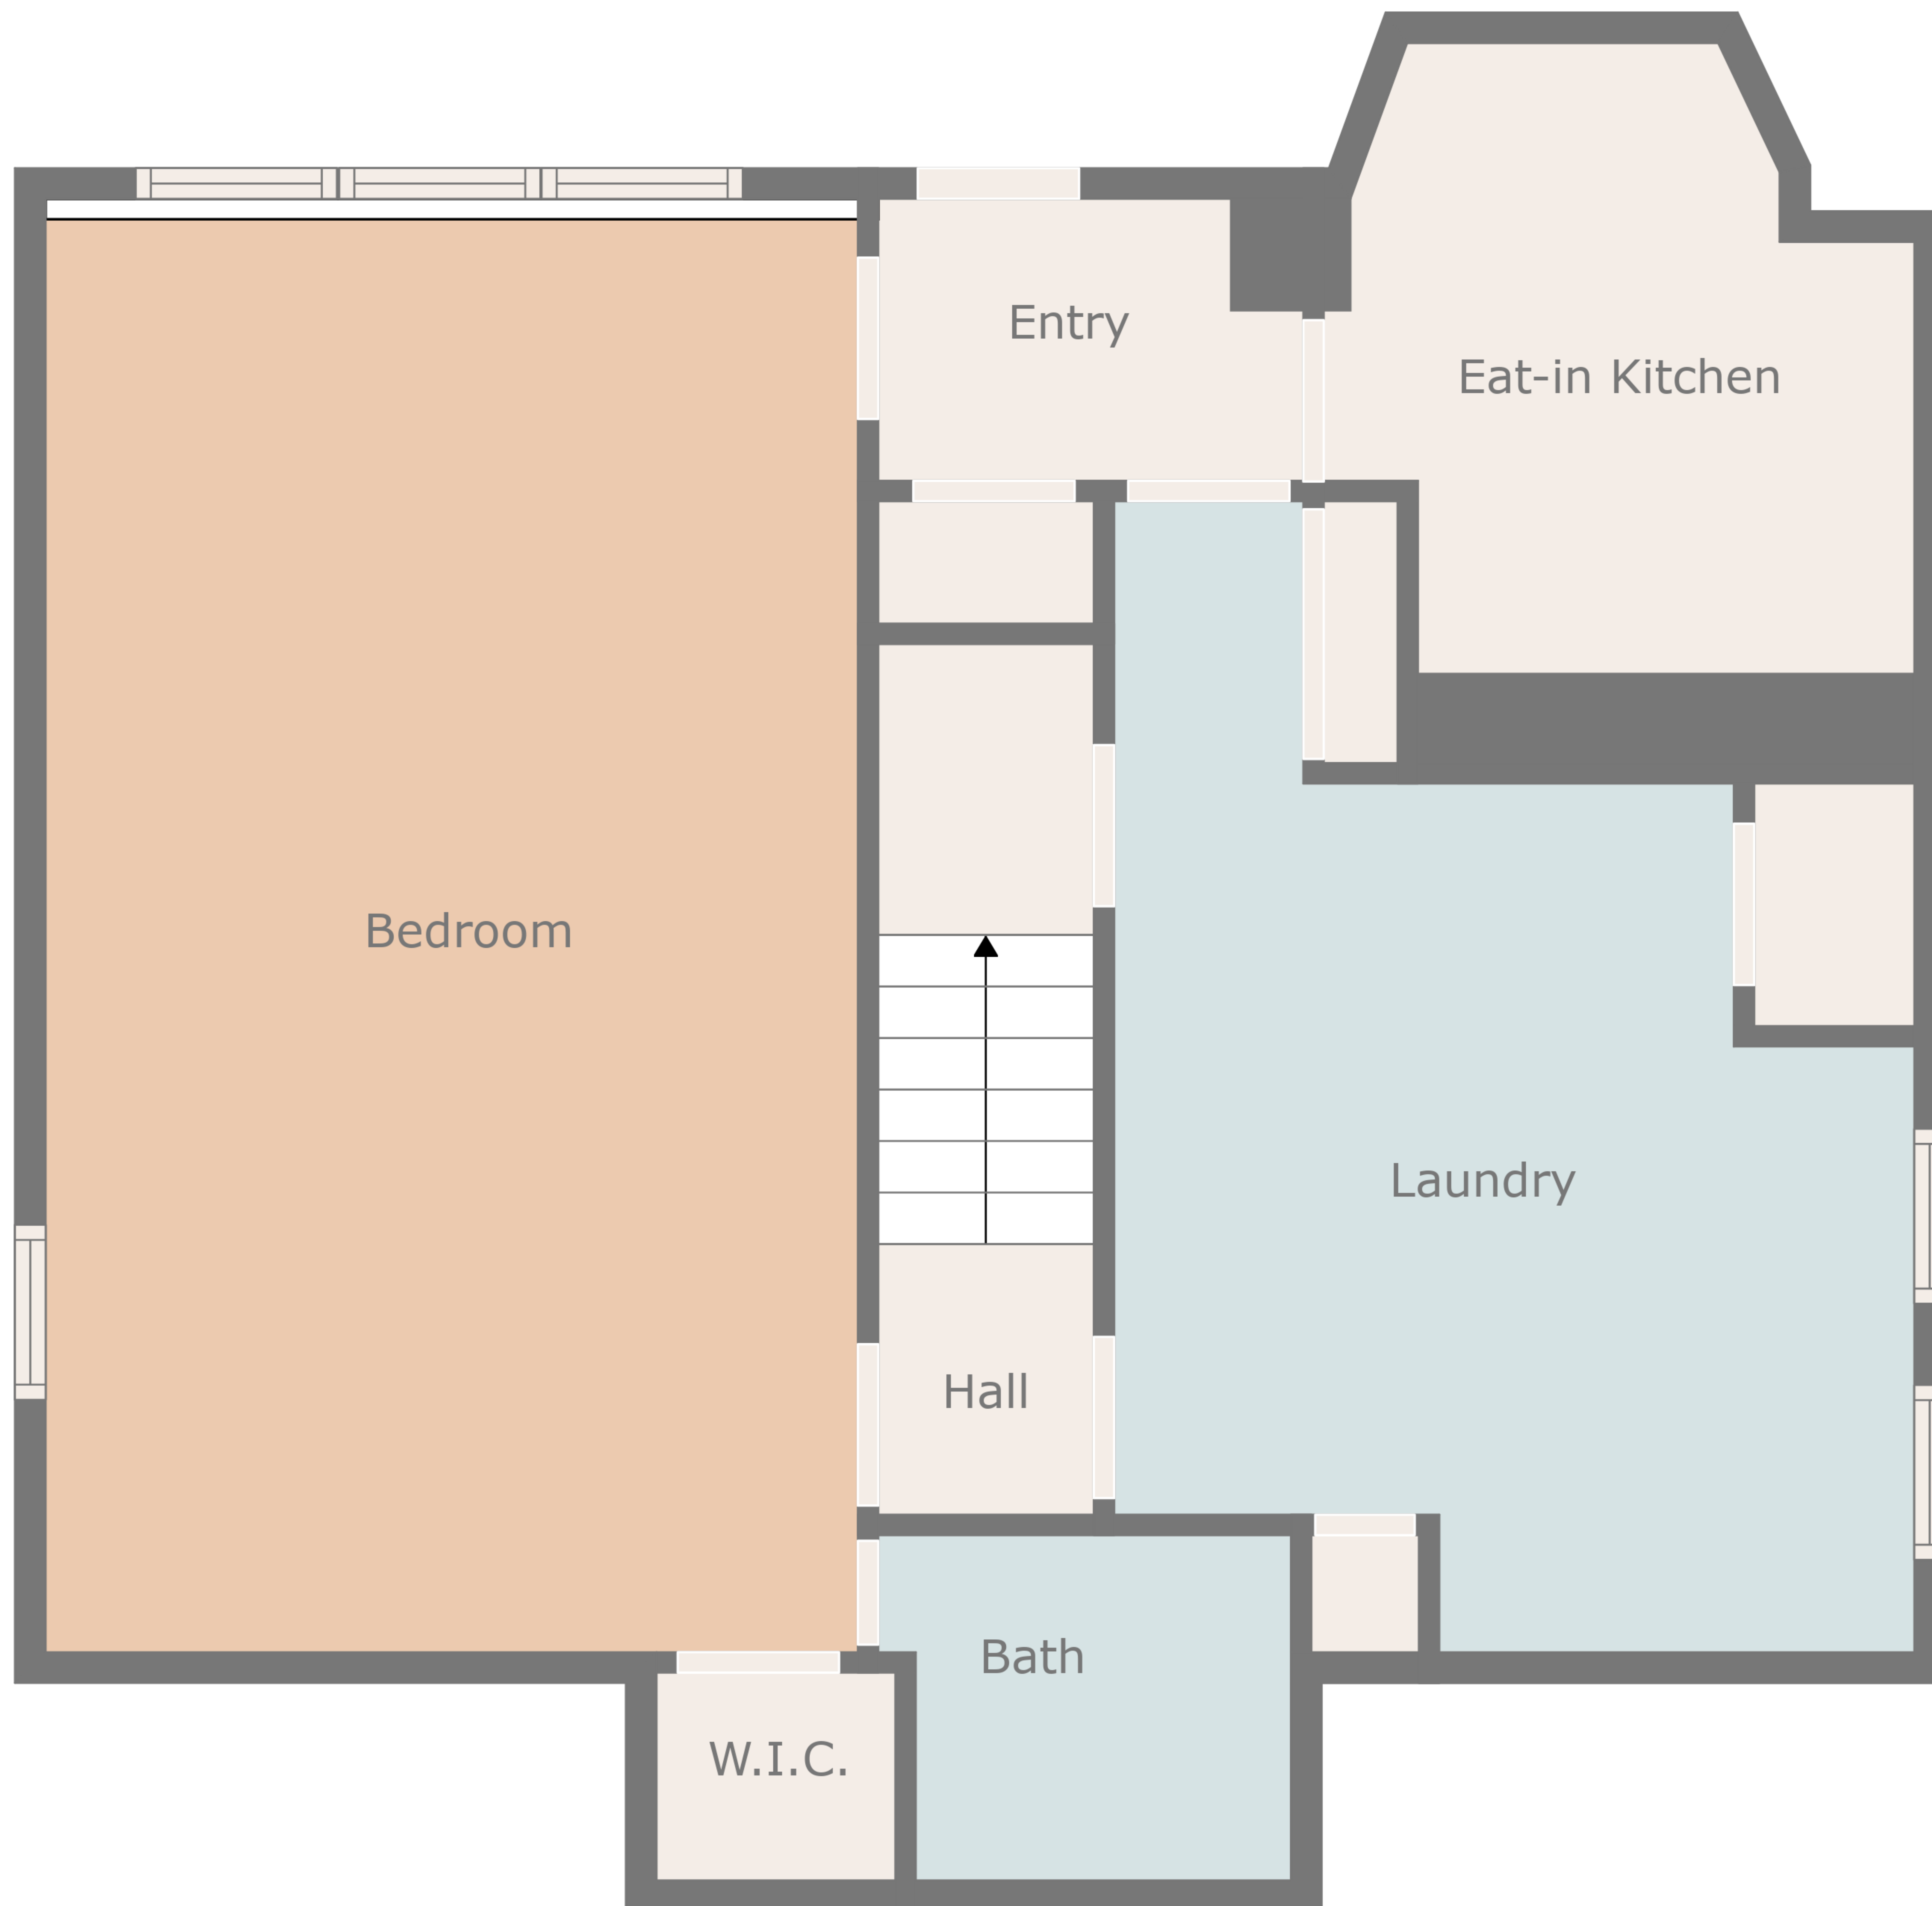 Entry
Eat-in Kitchen
Bedroom
Laundry
Hall
Bath
W.I.C.